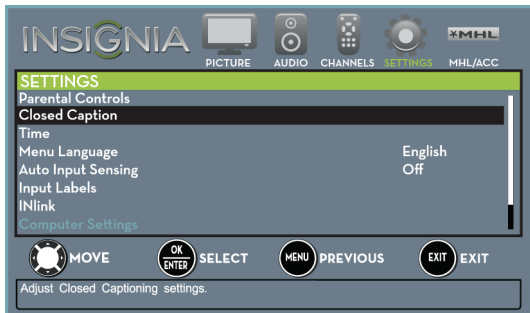 INSIGNIA
PICTURE AUDIO CHANNELS SETTINGS MHL MHL/ACC
SETTINGS
Parental Controls
Closed Caption
Time
Menu Language English
Auto Input Sensing Off
Input Labels
INlink
Computer Settings
MOVE OK ENTER SELECT MENU PREVIOUS EXIT EXIT
Adjust Closed Captioning settings.